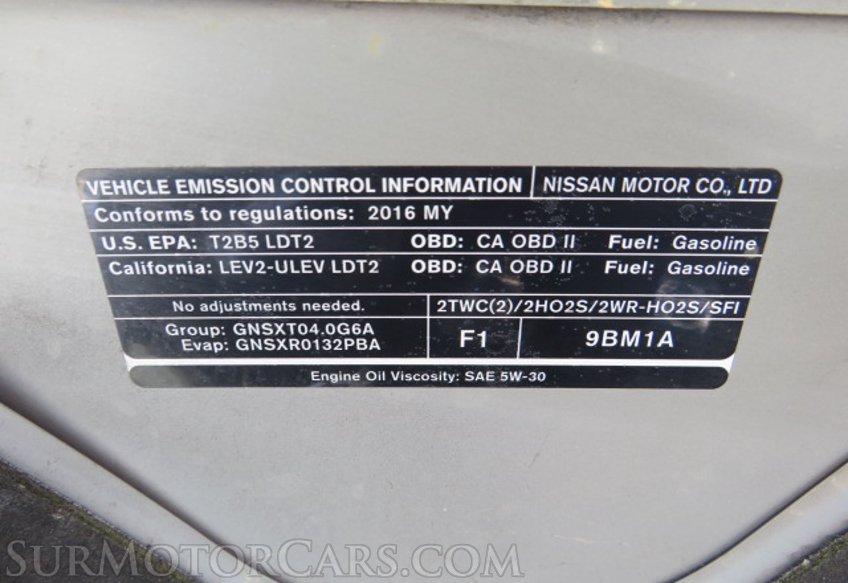 VEHICLE EMISSION CONTROL INFORMATION NISSAN MOTOR CO., LTD
Conforms to regulations: 2016 MY
U.S. EPA: T2B5 LDT2 OBD: CA OBD II Fuel: Gasoline
California: LEV2-ULEV LDT2 OBD: CA OBD II Fuel: Gasoline
No adjustments needed. 2TWC(2)/2HO2S/2WR-HO2S/SFI
Group: GNSXT04.0G6A
Evap: GNSXR0132PBA
F1 9BM1A
Engine Oil Viscosity: SAE 5W-30
SurMotorCars.com